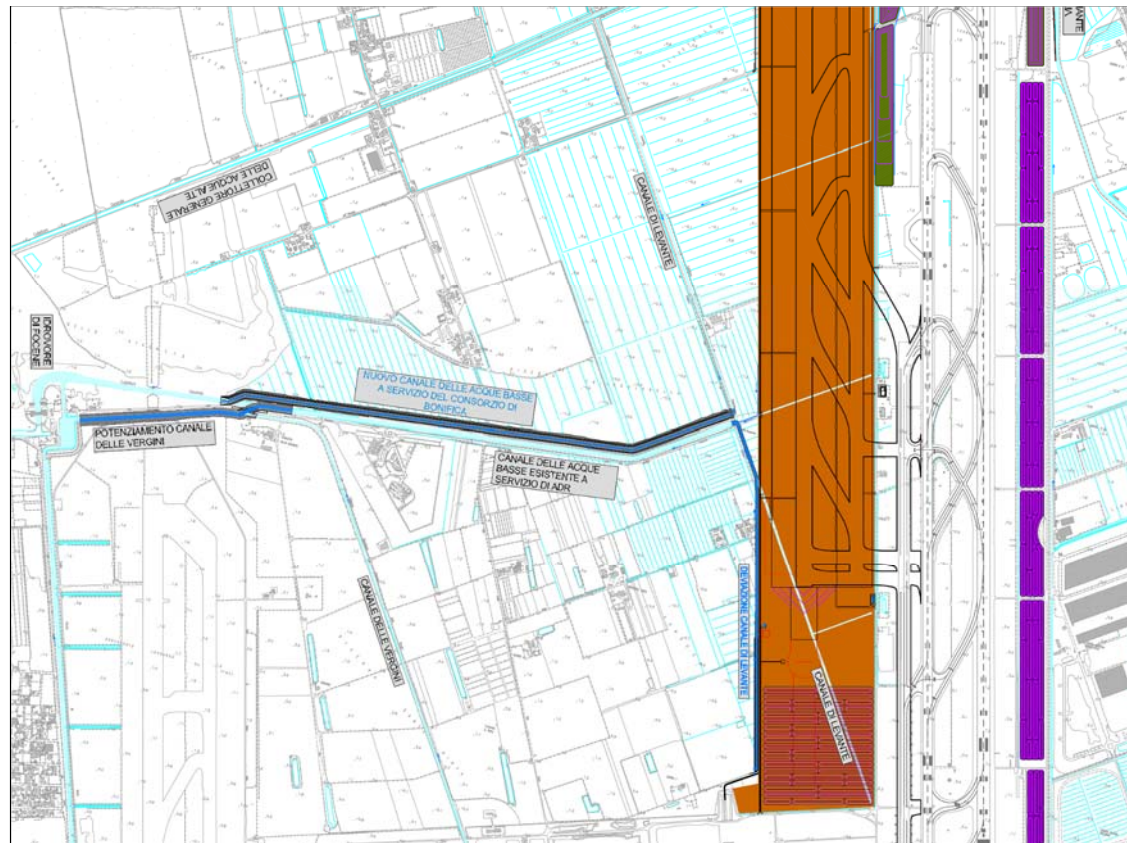 IANTE
IA
COLLETTORE GENERALE
DELLE ACQUE ALTE
CANALE DI LEVANTE
IDROVORE
DI FOCENE
NUOVO CANALE DELLE ACQUE BASSE
A SERVIZIO DEL CONSORZIO DI
BONIFICA
POTENZIAMENTO CANALE
DELLE VERGINI
CANALE DELLE ACQUE
BASSE ESISTENTE A
SERVIZIO DI ADR
CANALE DELLE VERGINI
DEVIAZIONE CANALE DI LEVANTE
CANALE DI LEVANTE